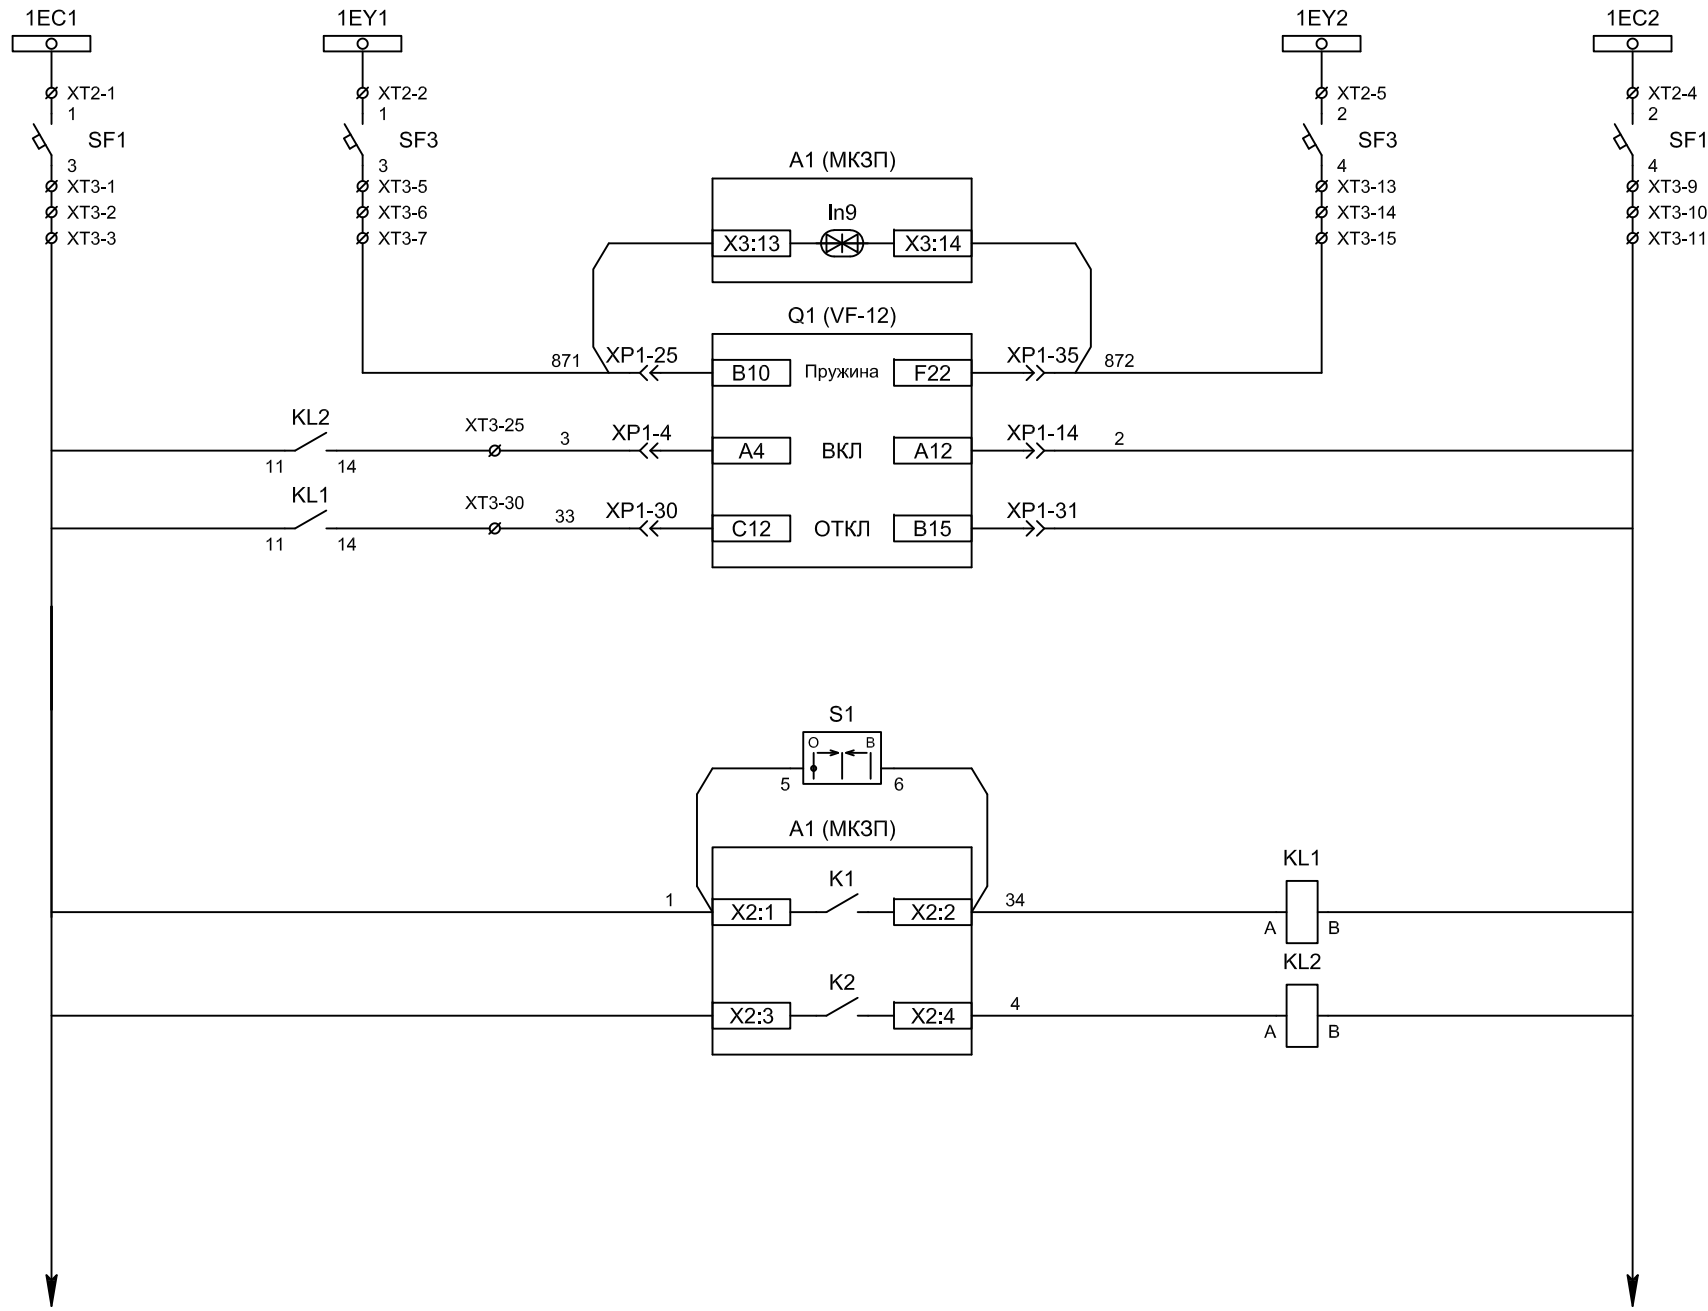 1EC1 1EY1 1EY2 1EC2
XT2-1 XT2-2 XT2-5 XT2-4
1 1 2 2
SF1 SF3 SF3 SF1
3 3 4 4
A1 (МКЗП)
XT3-1 XT3-5 XT3-13 XT3-9
XT3-2 XT3-6 In9 XT3-14 XT3-10
XT3-3 XT3-7 X3:13 X3:14 XT3-15 XT3-11
Q1 (VF-12)
871 XP1-25 XP1-35 872
B10 Пружина F22
KL2 XT3-25 3 XP1-4 XP1-14 2
A4 ВКЛ A12
11 14
KL1 XT3-30 33 XP1-30 XP1-31
C12 ОТКЛ B15
11 14
S1
O B
5 6
A1 (МКЗП)
KL1
K1
1 34
X2:1 X2:2
A B
KL2
K2
4
X2:3 X2:4
A B